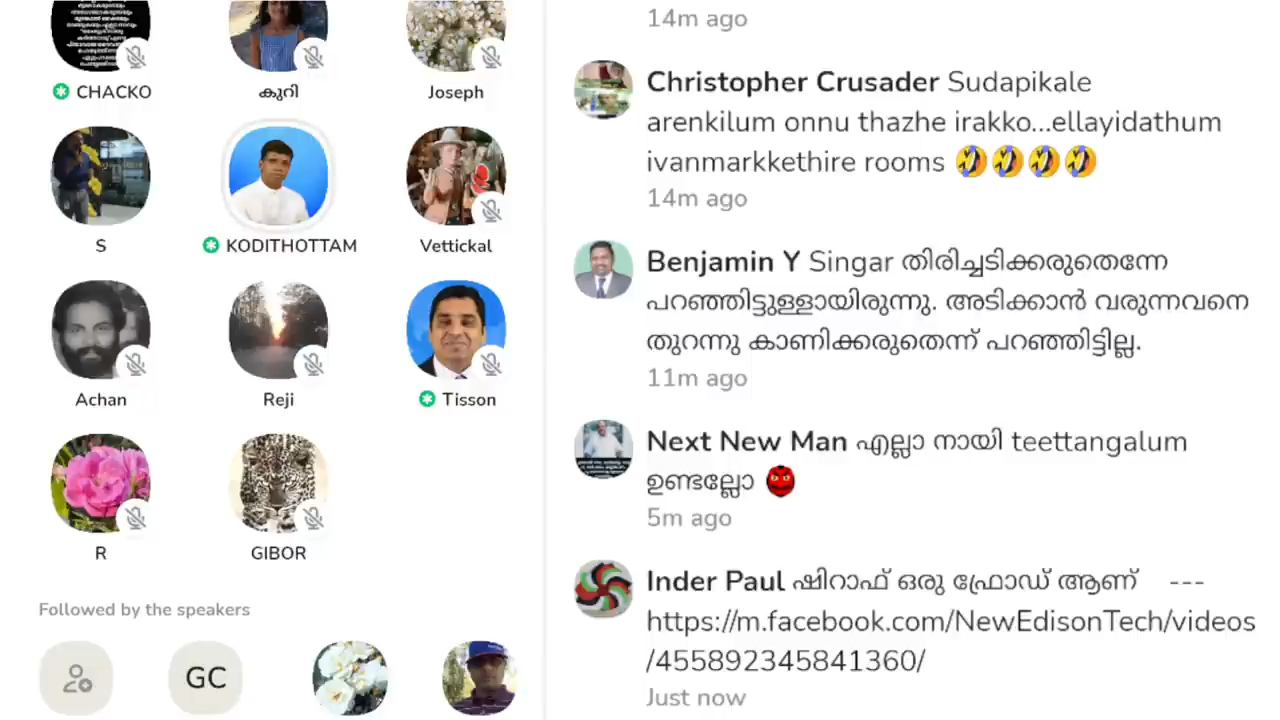 CHACKO
കുറി
Joseph
S
KODITHOTTAM
Vettickal
Achan
Reji
Tisson
R
GIBOR
Followed by the speakers
GC
14m ago
Christopher Crusader Sudapikale
arenkilum onnu thazhe irakko...ellayidathum
ivanmarkkethire rooms 🤣🤣🤣🤣
14m ago
Benjamin Y Singar തിരിച്ചടിക്കരുതെന്നേ
പറഞ്ഞിട്ടുള്ളായിരുന്നു. അടിക്കാൻ വരുന്നവനെ
തുറന്നു കാണിക്കരുതെന്ന് പറഞ്ഞിട്ടില്ല.
11m ago
Next New Man എല്ലാ നായി teettangalum
ഉണ്ടല്ലോ 👹
5m ago
Inder Paul ഷിറാഫ് ഒരു ഫ്രോഡ് ആണ് ---
https://m.facebook.com/NewEdisonTech/videos
/455892345841360/
Just now